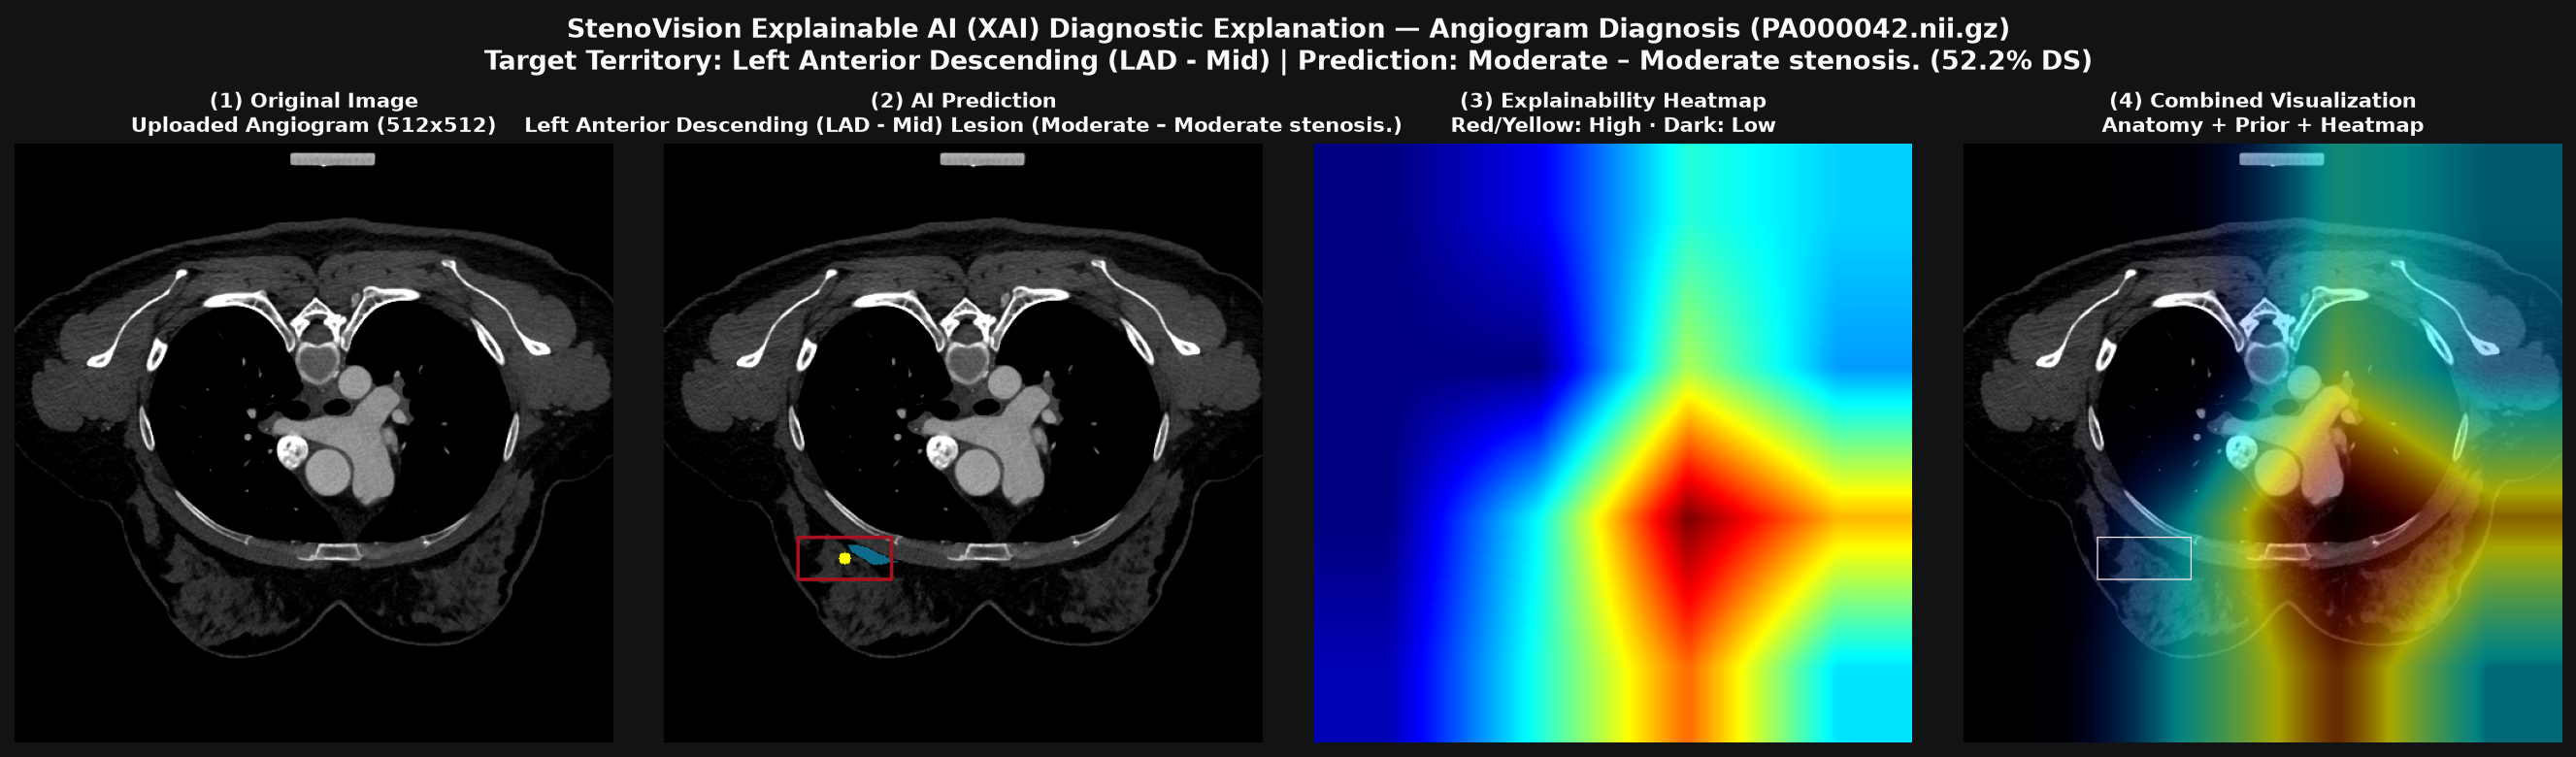 StenoVision Explainable AI (XAI) Diagnostic Explanation — Angiogram Diagnosis (PA000042.nii.gz)
Target Territory: Left Anterior Descending (LAD - Mid) | Prediction: Moderate – Moderate stenosis. (52.2% DS)
(1) Original Image
Uploaded Angiogram (512x512)
(2) AI Prediction
Left Anterior Descending (LAD - Mid) Lesion (Moderate – Moderate stenosis.)
(3) Explainability Heatmap
Red/Yellow: High · Dark: Low
(4) Combined Visualization
Anatomy + Prior + Heatmap